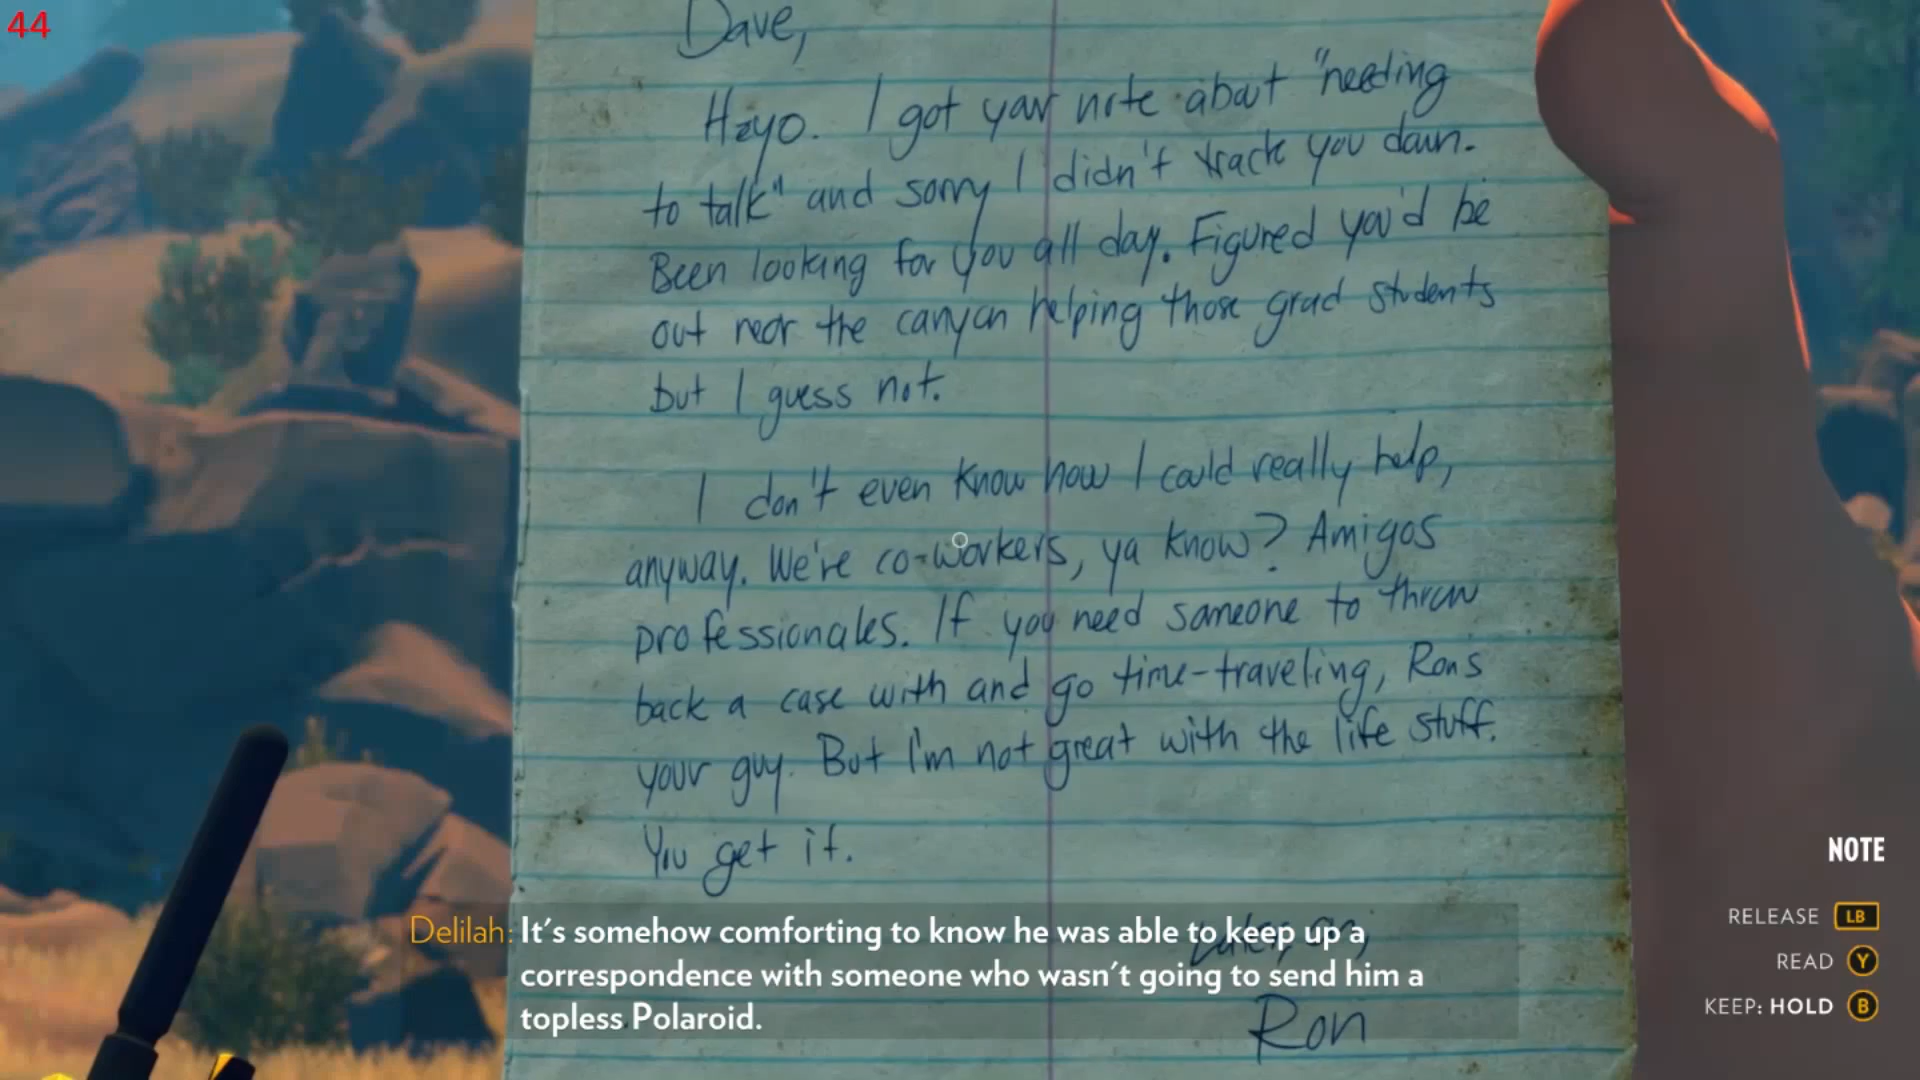 44
Dave,
Heyo. I got your note about "needing
to talk" and sorry I didn't track you down.
Been looking for you all day. Figured you'd be
out near the canyon helping those grad students
but I guess not.
I don't even know how I could really help,
anyway. We're co-workers, ya know? Amigos
professionales. If you need someone to throw
back a case with and go time-traveling, Rons
your guy. But I'm not great with the life stuff.
You get it.
Ron
Delilah: It's somehow comforting to know he was able to keep up a
correspondence with someone who wasn't going to send him a
topless Polaroid.
NOTE
RELEASE LB
READ Y
KEEP: HOLD B